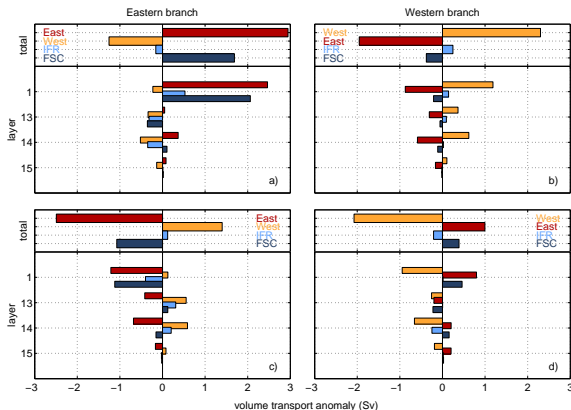 Eastern branch
Western branch
total
East
West
IFR
FSC
West
East
IFR
FSC
layer
1
13
14
15
a)
b)
total
East
West
IFR
FSC
West
East
IFR
FSC
layer
1
13
14
15
c)
d)
−3 −2 −1 0 1 2 3
−3 −2 −1 0 1 2 3
volume transport anomaly (Sv)